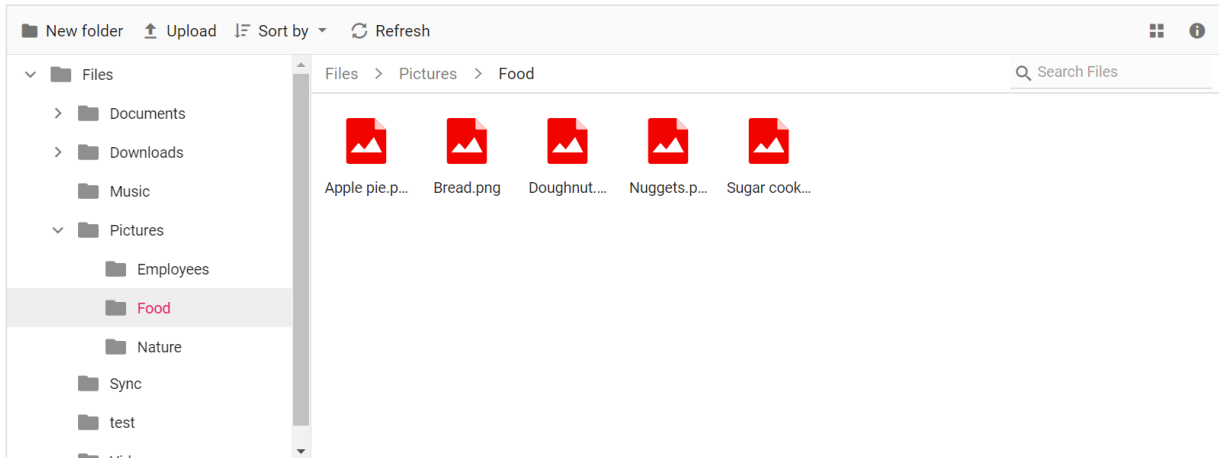 New folder Upload Sort by Refresh
Files
Documents
Downloads
Music
Pictures
Employees
Food
Nature
Sync
test
Files > Pictures > Food
Search Files
Apple pie.p... Bread.png Doughnut.... Nuggets.p... Sugar cook...